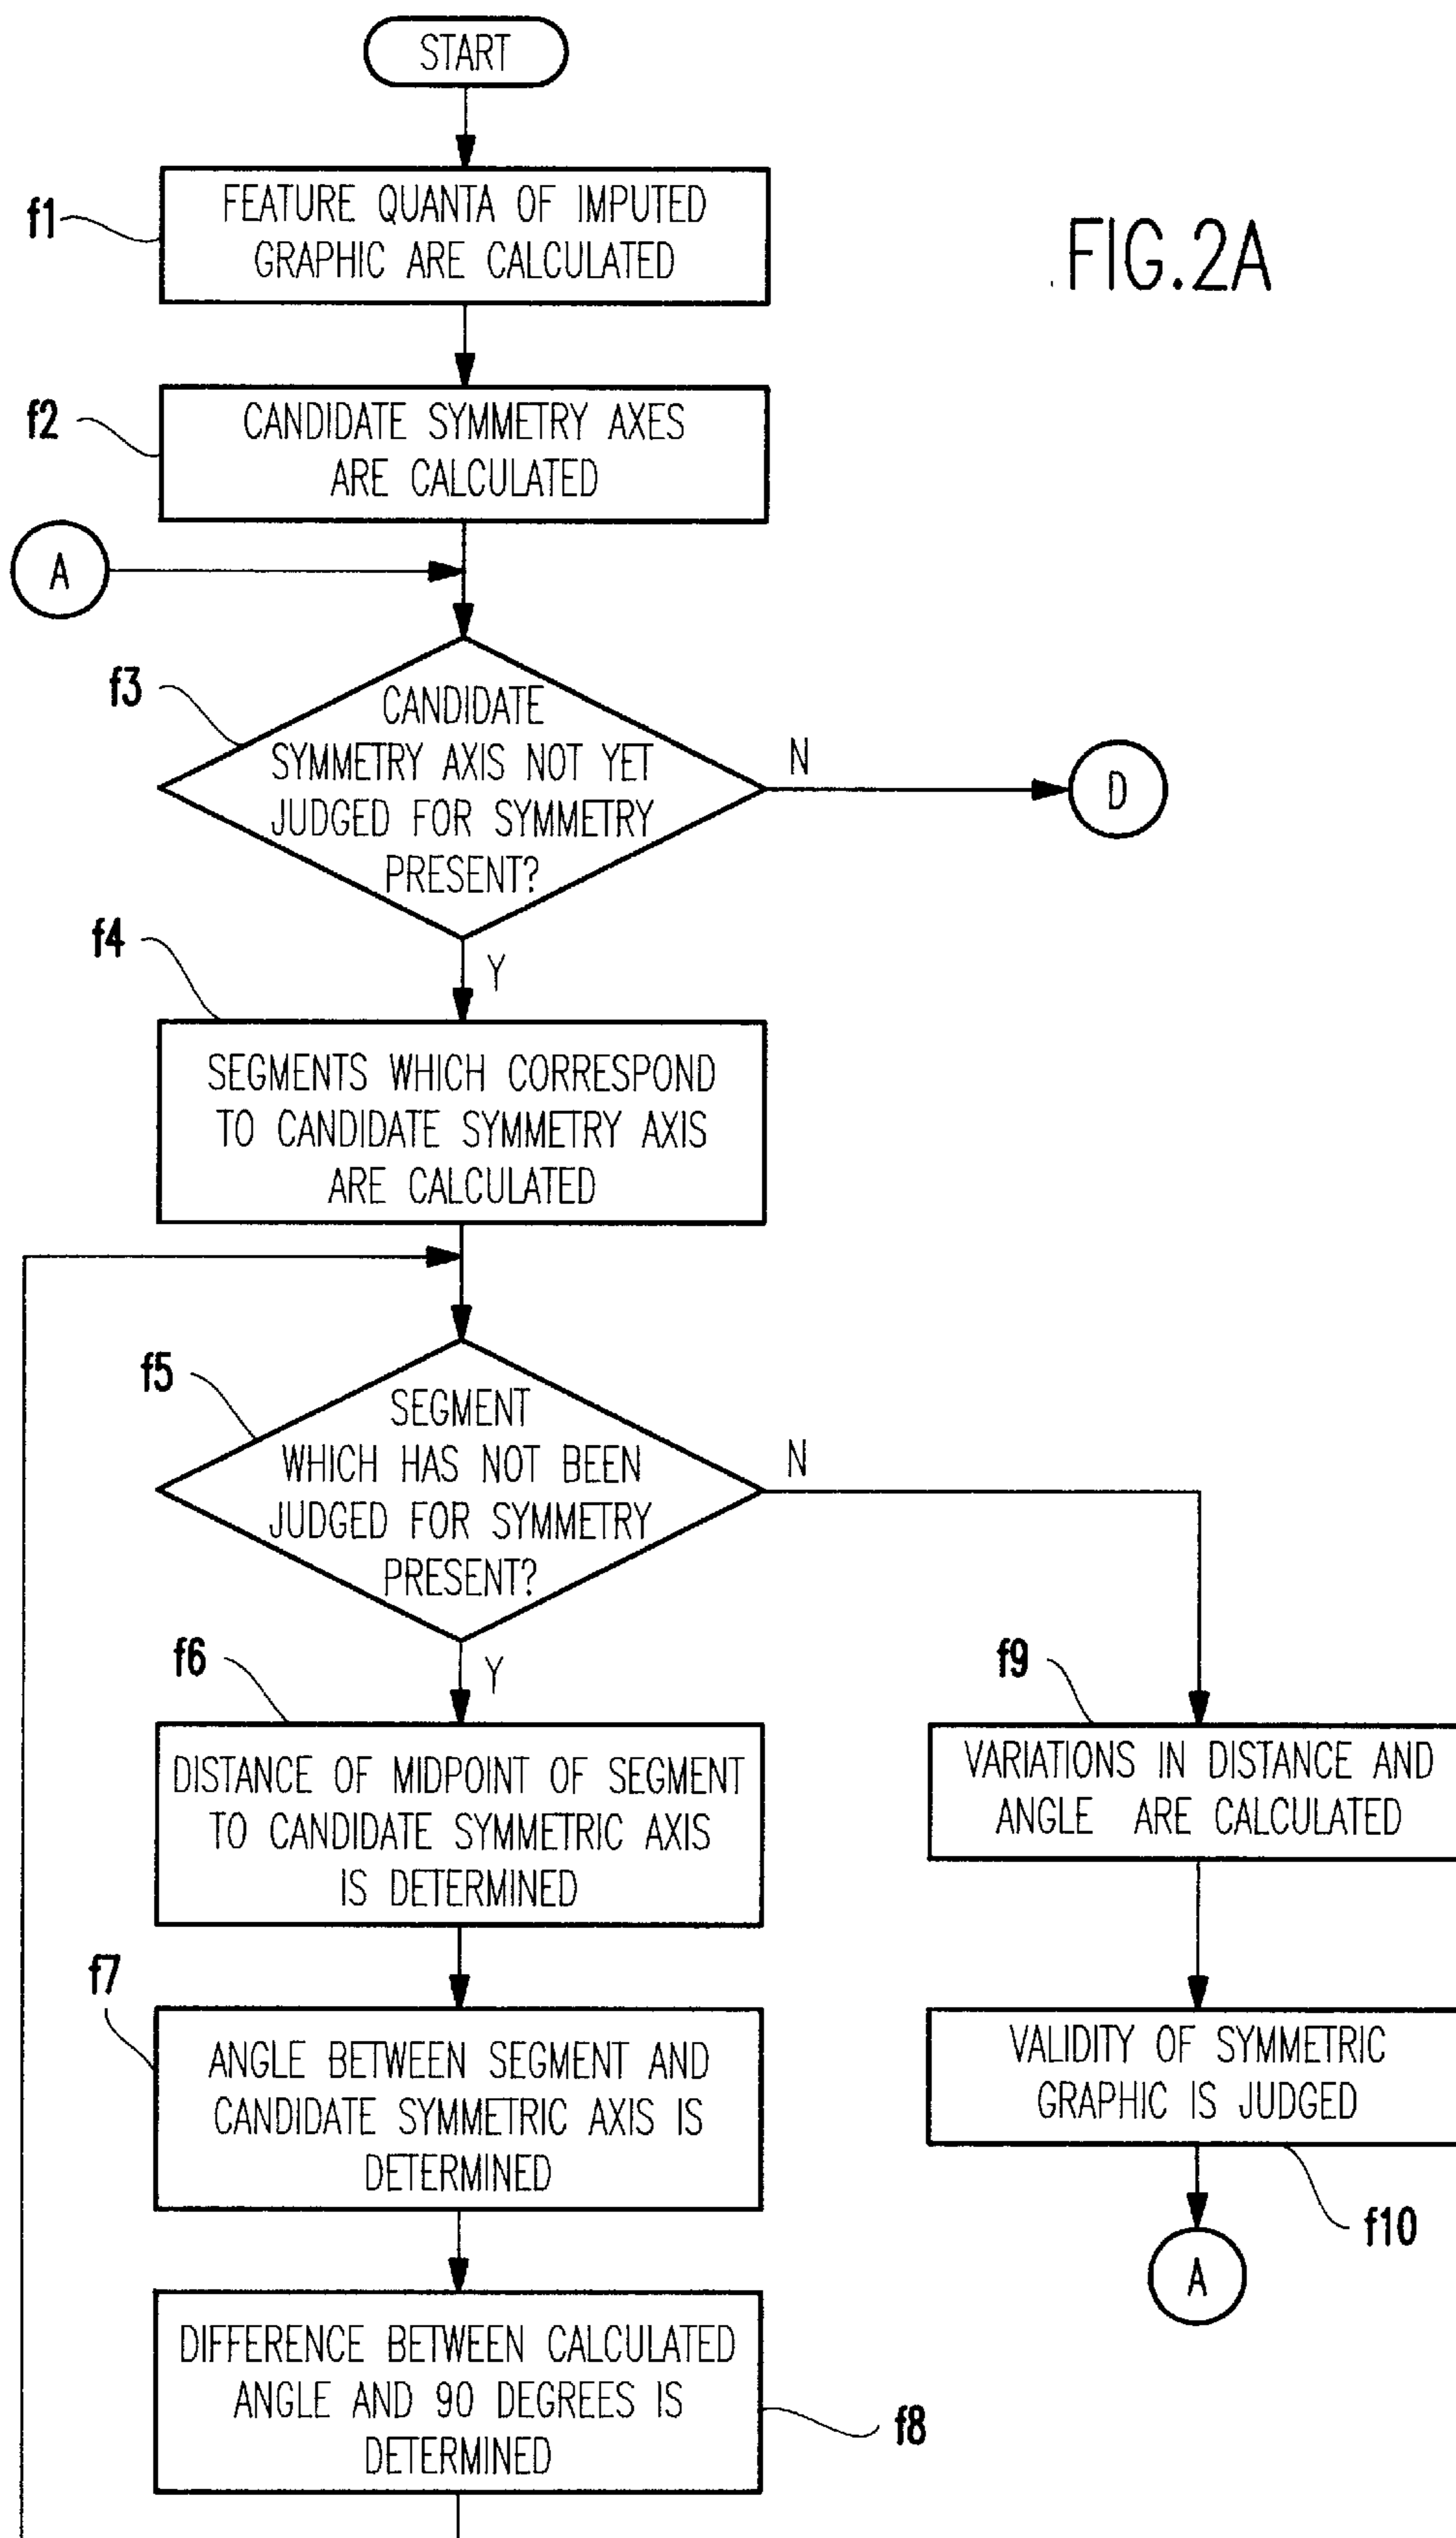 START
f1
FEATURE QUANTA OF IMPUTED
GRAPHIC ARE CALCULATED
FIG.2A
f2
CANDIDATE SYMMETRY AXES
ARE CALCULATED
A
f3
CANDIDATE
SYMMETRY AXIS NOT YET
JUDGED FOR SYMMETRY
PRESENT?
N
D
Y
f4
SEGMENTS WHICH CORRESPOND
TO CANDIDATE SYMMETRY AXIS
ARE CALCULATED
f5
SEGMENT
WHICH HAS NOT BEEN
JUDGED FOR SYMMETRY
PRESENT?
N
Y
f6
DISTANCE OF MIDPOINT OF SEGMENT
TO CANDIDATE SYMMETRIC AXIS
IS DETERMINED
f9
VARIATIONS IN DISTANCE AND
ANGLE ARE CALCULATED
f7
ANGLE BETWEEN SEGMENT AND
CANDIDATE SYMMETRIC AXIS IS
DETERMINED
VALIDITY OF SYMMETRIC
GRAPHIC IS JUDGED
f10
A
DIFFERENCE BETWEEN CALCULATED
ANGLE AND 90 DEGREES IS
DETERMINED
f8